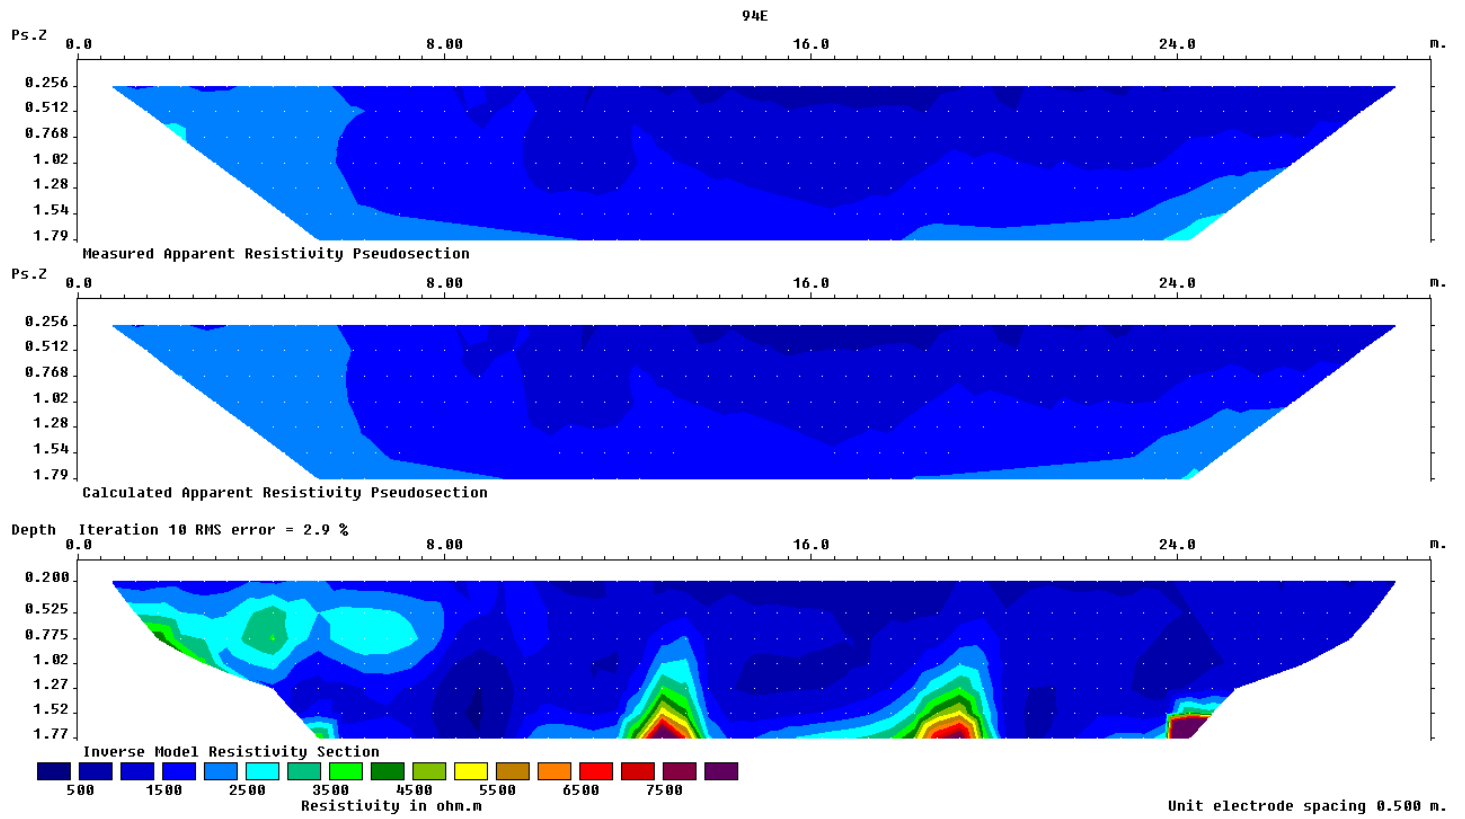 94E
Ps.Z 0.0 8.00 16.0 24.0 m.
0.256
0.512
0.768
1.02
1.28
1.54
1.79
Measured Apparent Resistivity Pseudosection
Ps.Z 0.0 8.00 16.0 24.0 m.
0.256
0.512
0.768
1.02
1.28
1.54
1.79
Calculated Apparent Resistivity Pseudosection
Depth Iteration 10 RMS error = 2.9 %
0.0 8.00 16.0 24.0 m.
0.200
0.525
0.775
1.02
1.27
1.52
1.77
Inverse Model Resistivity Section
500 1500 2500 3500 4500 5500 6500 7500
Resistivity in ohm.m
Unit electrode spacing 0.500 m.